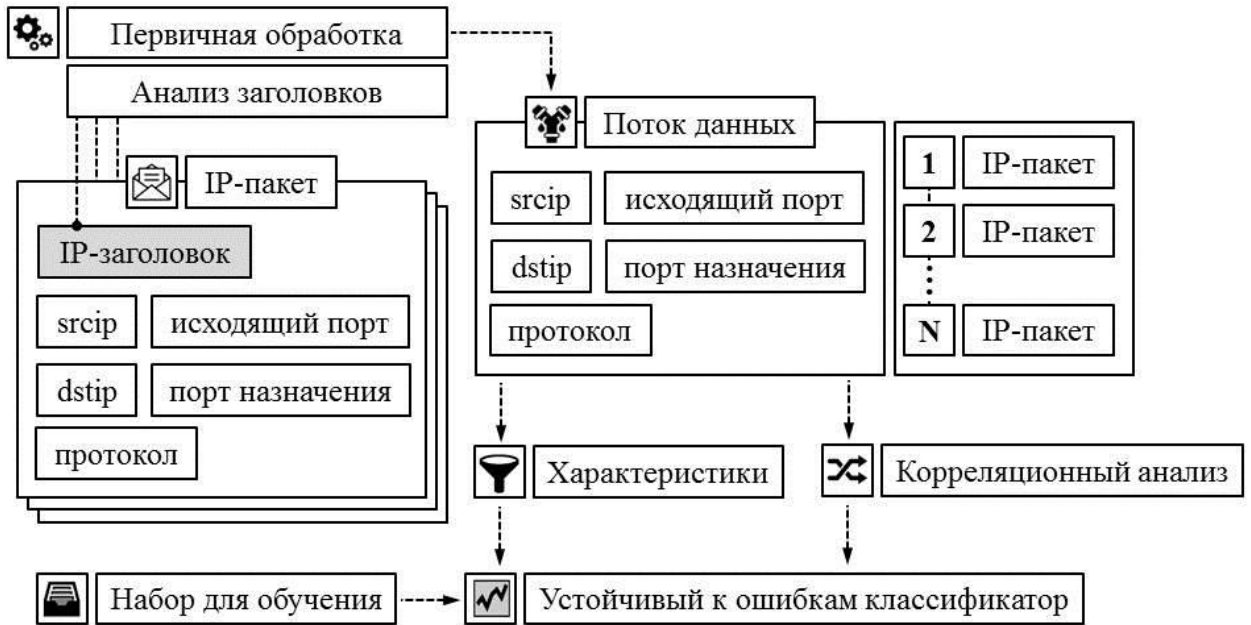 Первичная обработка
Анализ заголовков
IP-пакет
IP-заголовок
srcip исходящий порт
dstip порт назначения
протокол
Поток данных
srcip исходящий порт
dstip порт назначения
протокол
1 IP-пакет
2 IP-пакет
N IP-пакет
Характеристики
Корреляционный анализ
Набор для обучения
Устойчивый к ошибкам классификатор